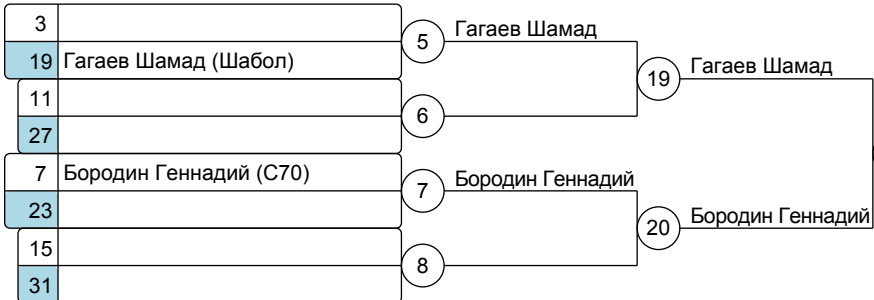 3
19 Гагаев Шамад (Шабол)
5
Гагаев Шамад
11
27
6
19
Гагаев Шамад
7 Бородин Геннадий (С70)
23
7
Бородин Геннадий
15
31
8
20
Бородин Геннадий